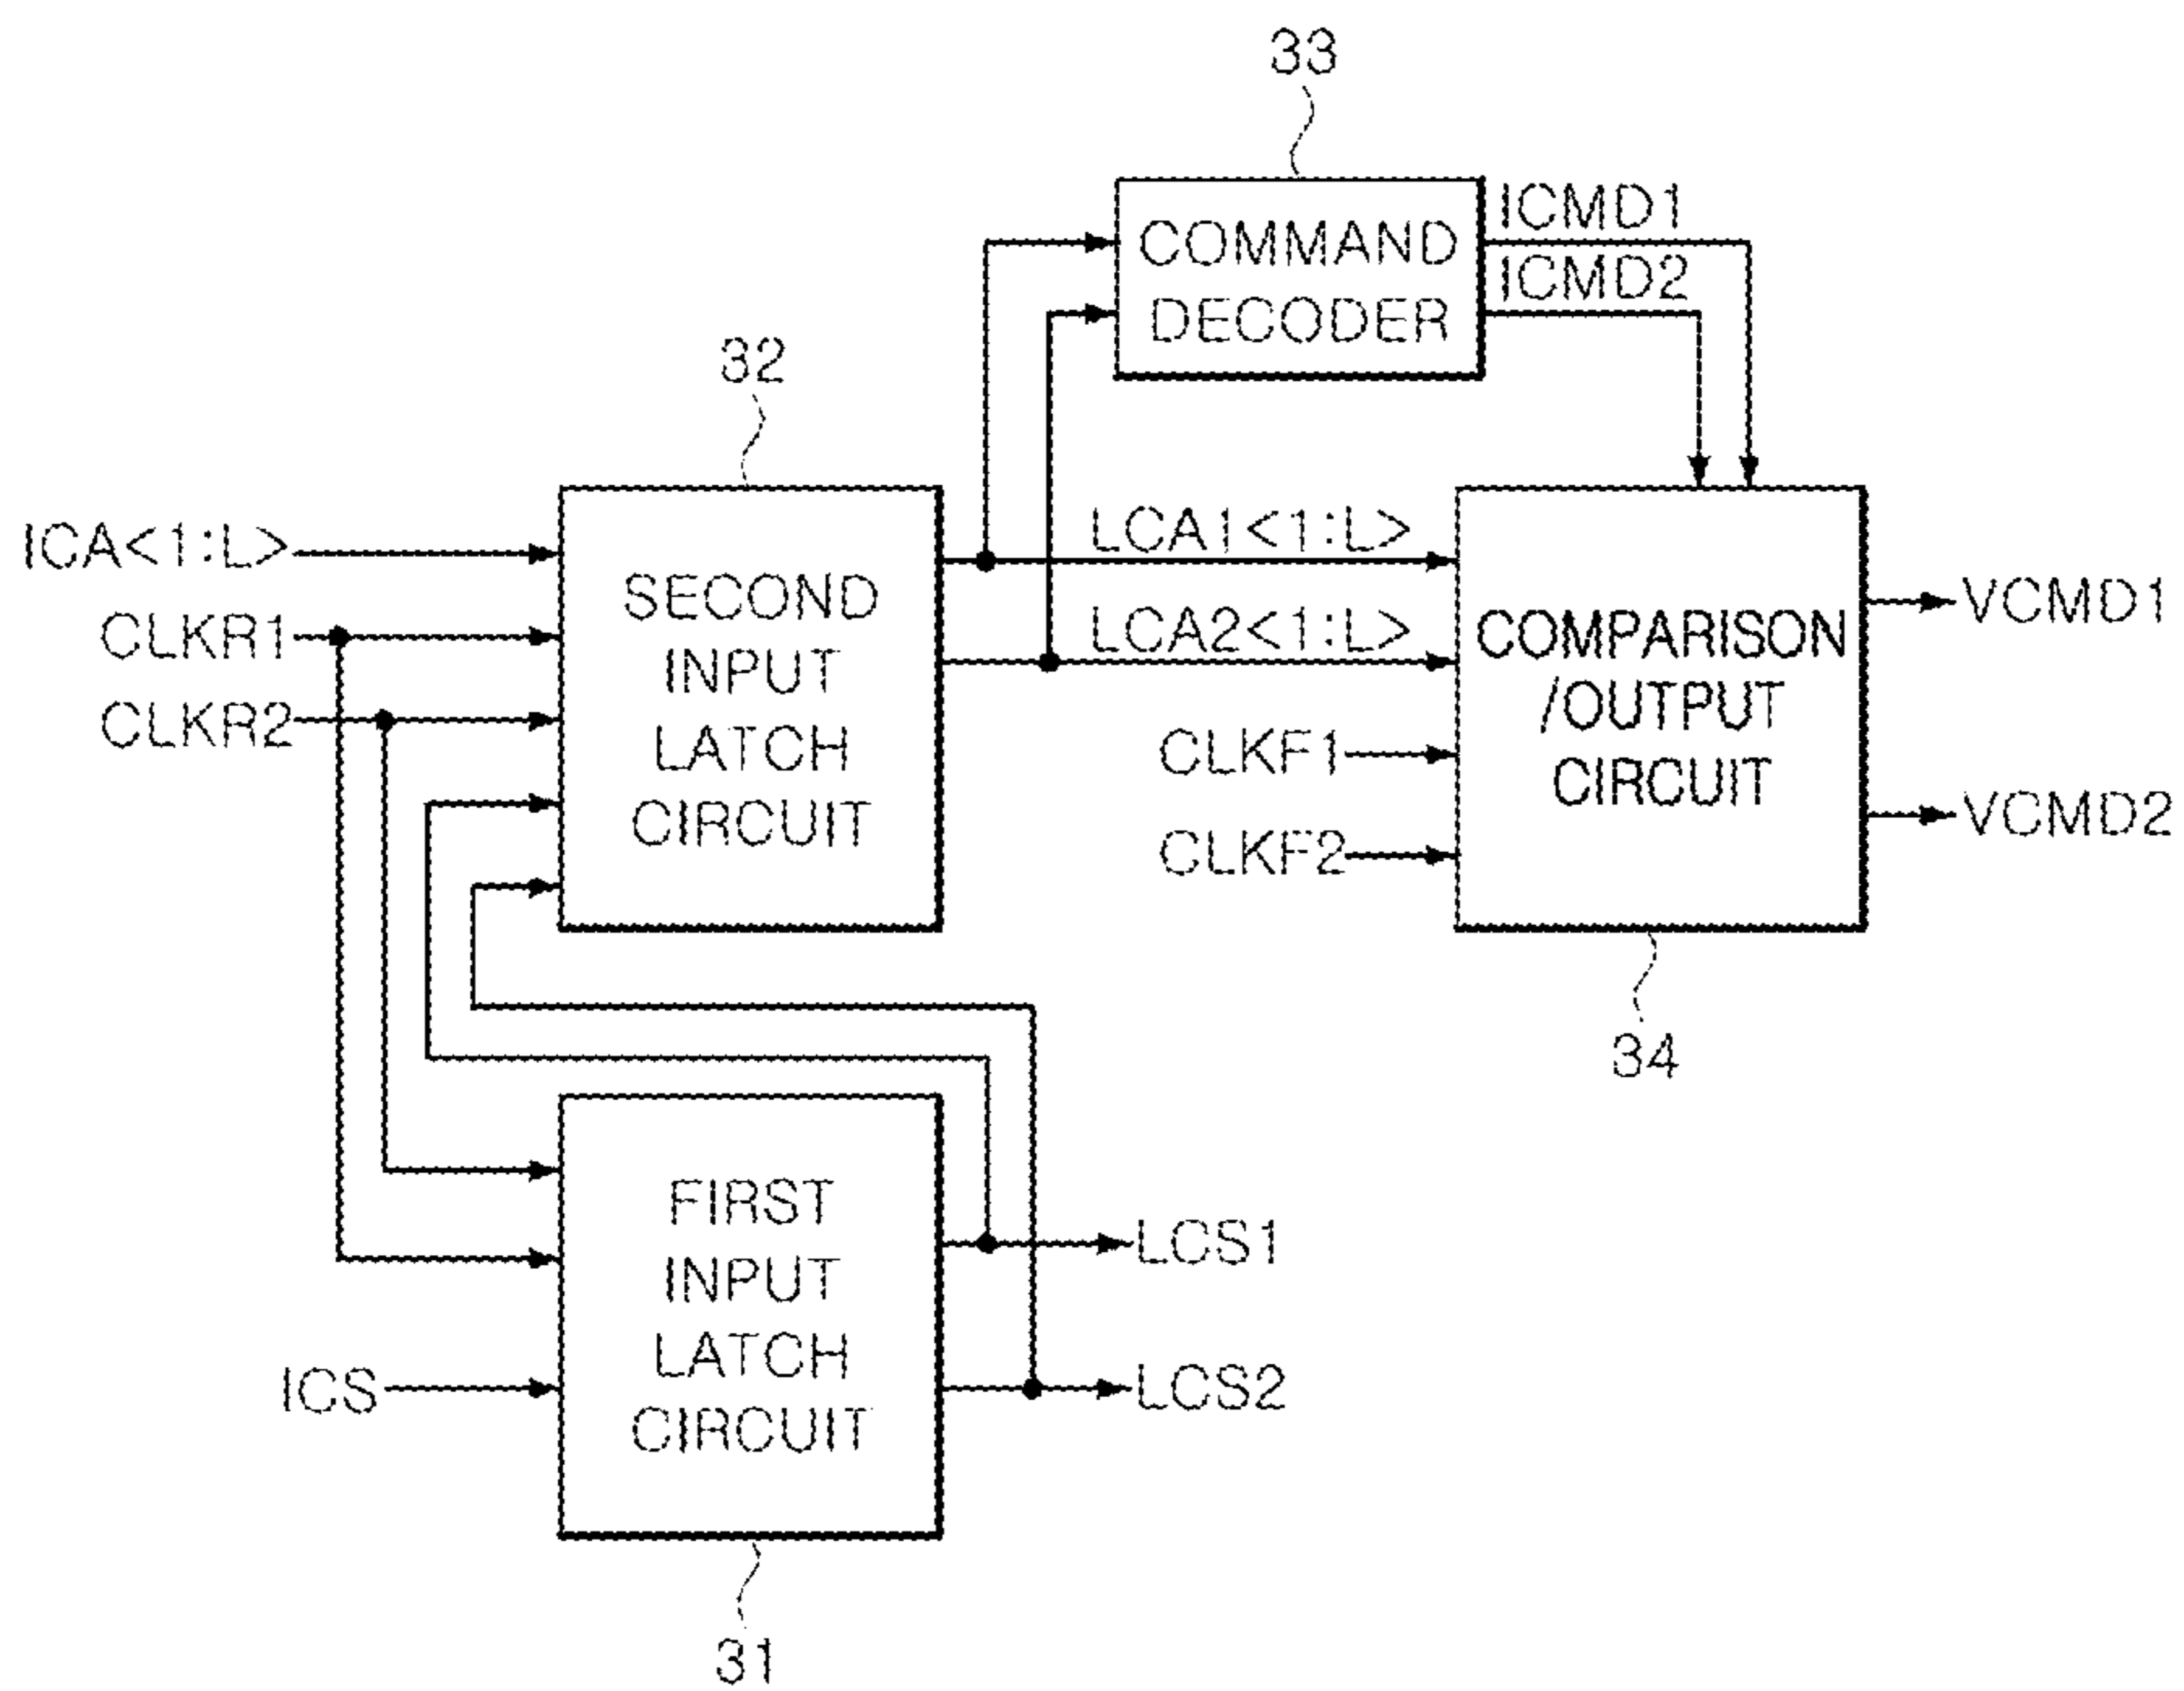 33
COMMAND
DECODER
ICMD1
ICMD2
32
ICA<1:L>
CLKR1
CLKR2
SECOND
INPUT
LATCH
CIRCUIT
LCA1<1:L>
LCA2<1:L>
CLKF1
CLKF2
COMPARISON
/OUTPUT
CIRCUIT
VCMD1
VCMD2
34
FIRST
INPUT
LATCH
CIRCUIT
ICS
LCS1
LCS2
31